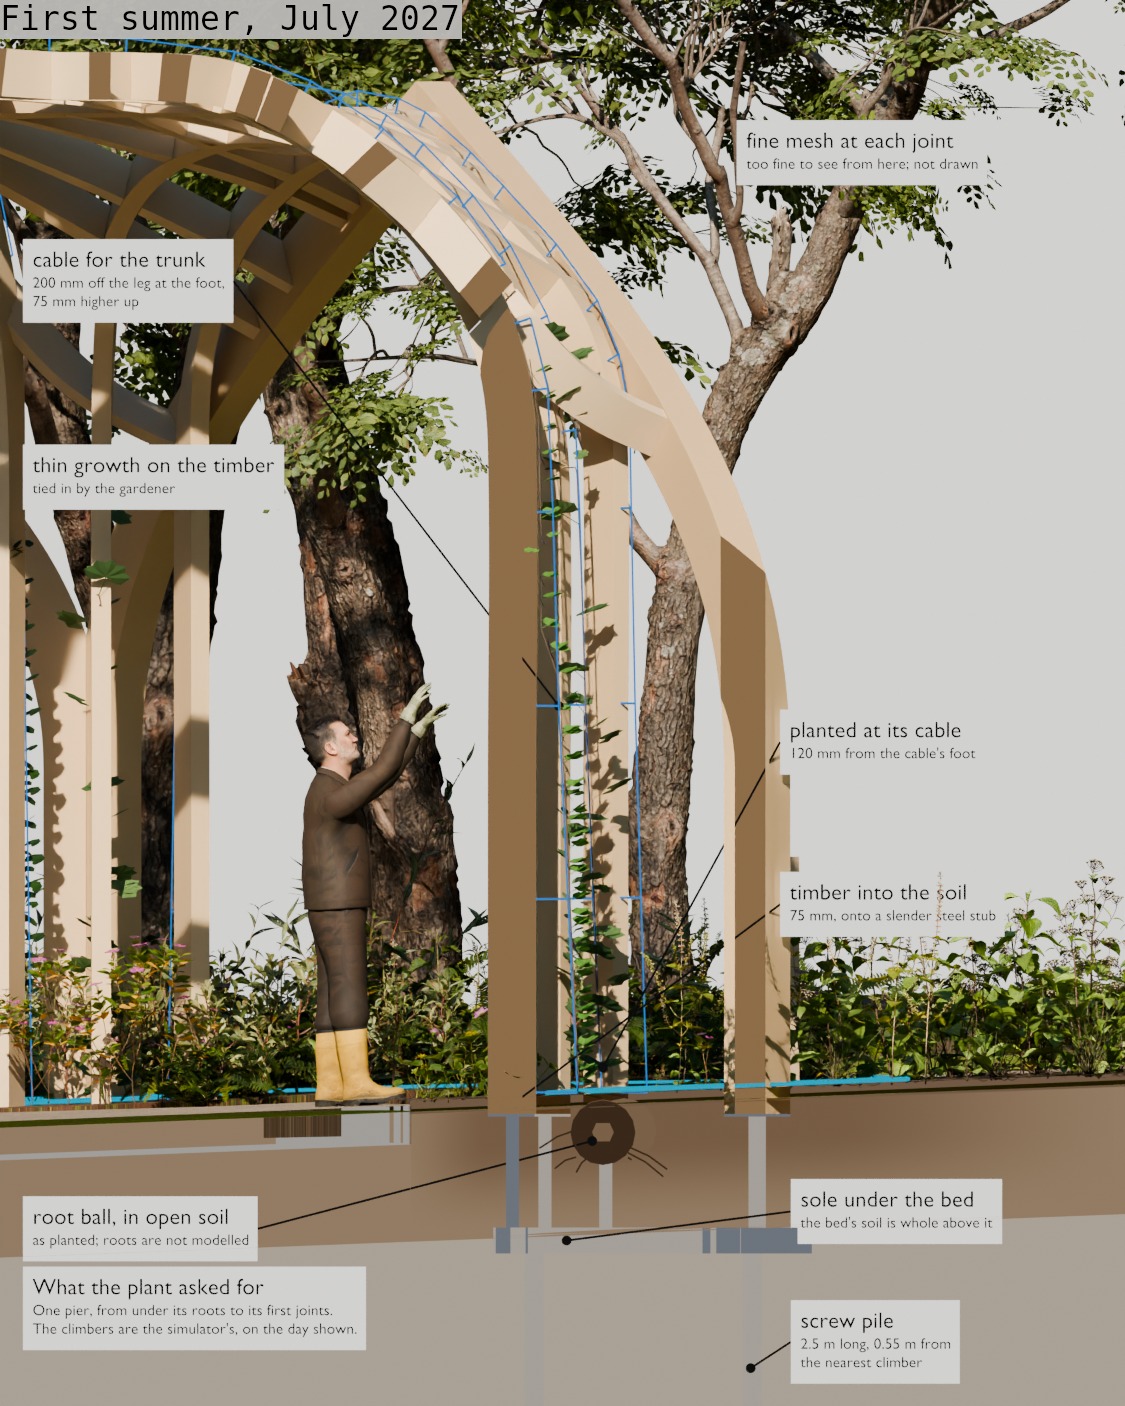 First summer, July 2027
fine mesh at each joint
too fine to see from here; not drawn
cable for the trunk
200 mm off the leg at the foot,
75 mm higher up
thin growth on the timber
tied in by the gardener
planted at its cable
120 mm from the cable's foot
timber into the soil
75 mm, onto a slender steel stub
root ball, in open soil
as planted; roots are not modelled
sole under the bed
the bed's soil is whole above it
What the plant asked for
One pier, from under its roots to its first joints.
The climbers are the simulator's, on the day shown.
screw pile
2.5 m long, 0.55 m from
the nearest climber